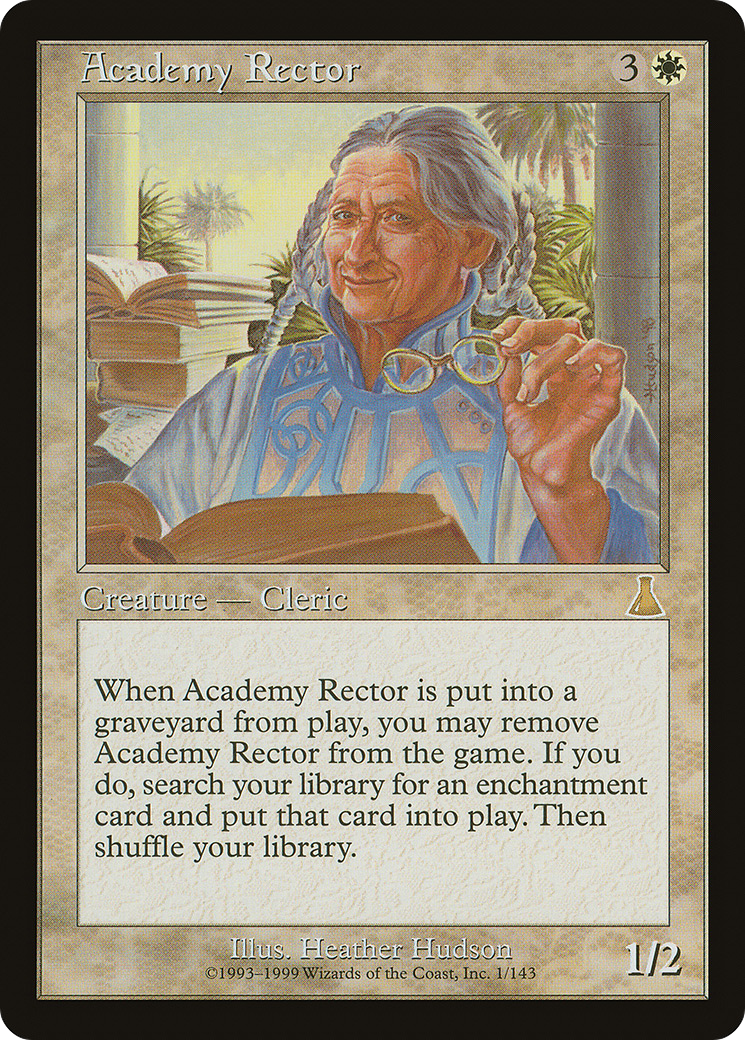 Academy Rector 3
Hudson '98
Creature — Cleric
When Academy Rector is put into a
graveyard from play, you may remove
Academy Rector from the game. If you
do, search your library for an enchantment
card and put that card into play. Then
shuffle your library.
Illus. Heather Hudson
©1993–1999 Wizards of the Coast, Inc. 1/143
1/2